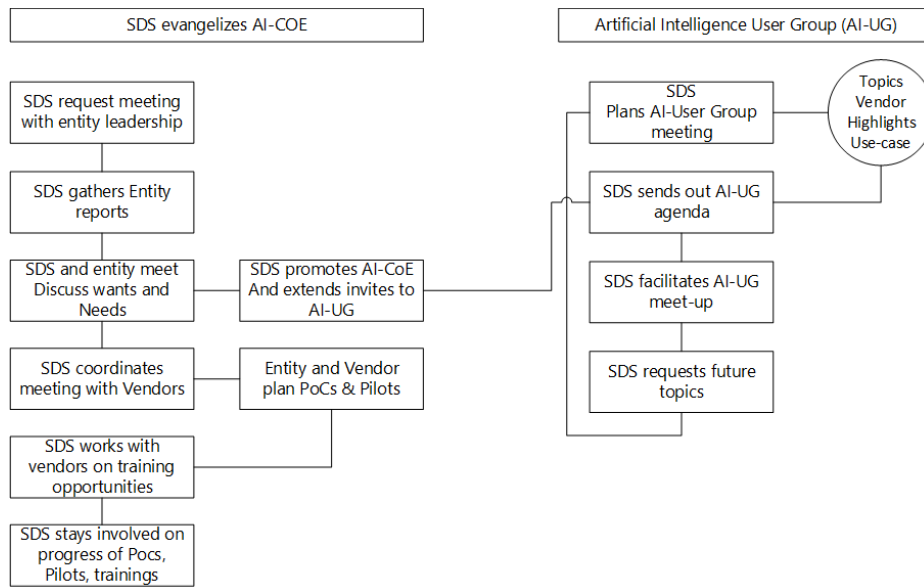 SDS evangelizes AI-COE
Artificial Intelligence User Group (AI-UG)
SDS request meeting
with entity leadership
SDS gathers Entity
reports
SDS and entity meet
Discuss wants and
Needs
SDS promotes AI-CoE
And extends invites to
AI-UG
SDS coordinates
meeting with Vendors
Entity and Vendor
plan PoCs & Pilots
SDS works with
vendors on training
opportunities
SDS stays involved on
progress of Pocs,
Pilots, trainings
SDS
Plans AI-User Group
meeting
Topics
Vendor
Highlights
Use-case
SDS sends out AI-UG
agenda
SDS facilitates AI-UG
meet-up
SDS requests future
topics